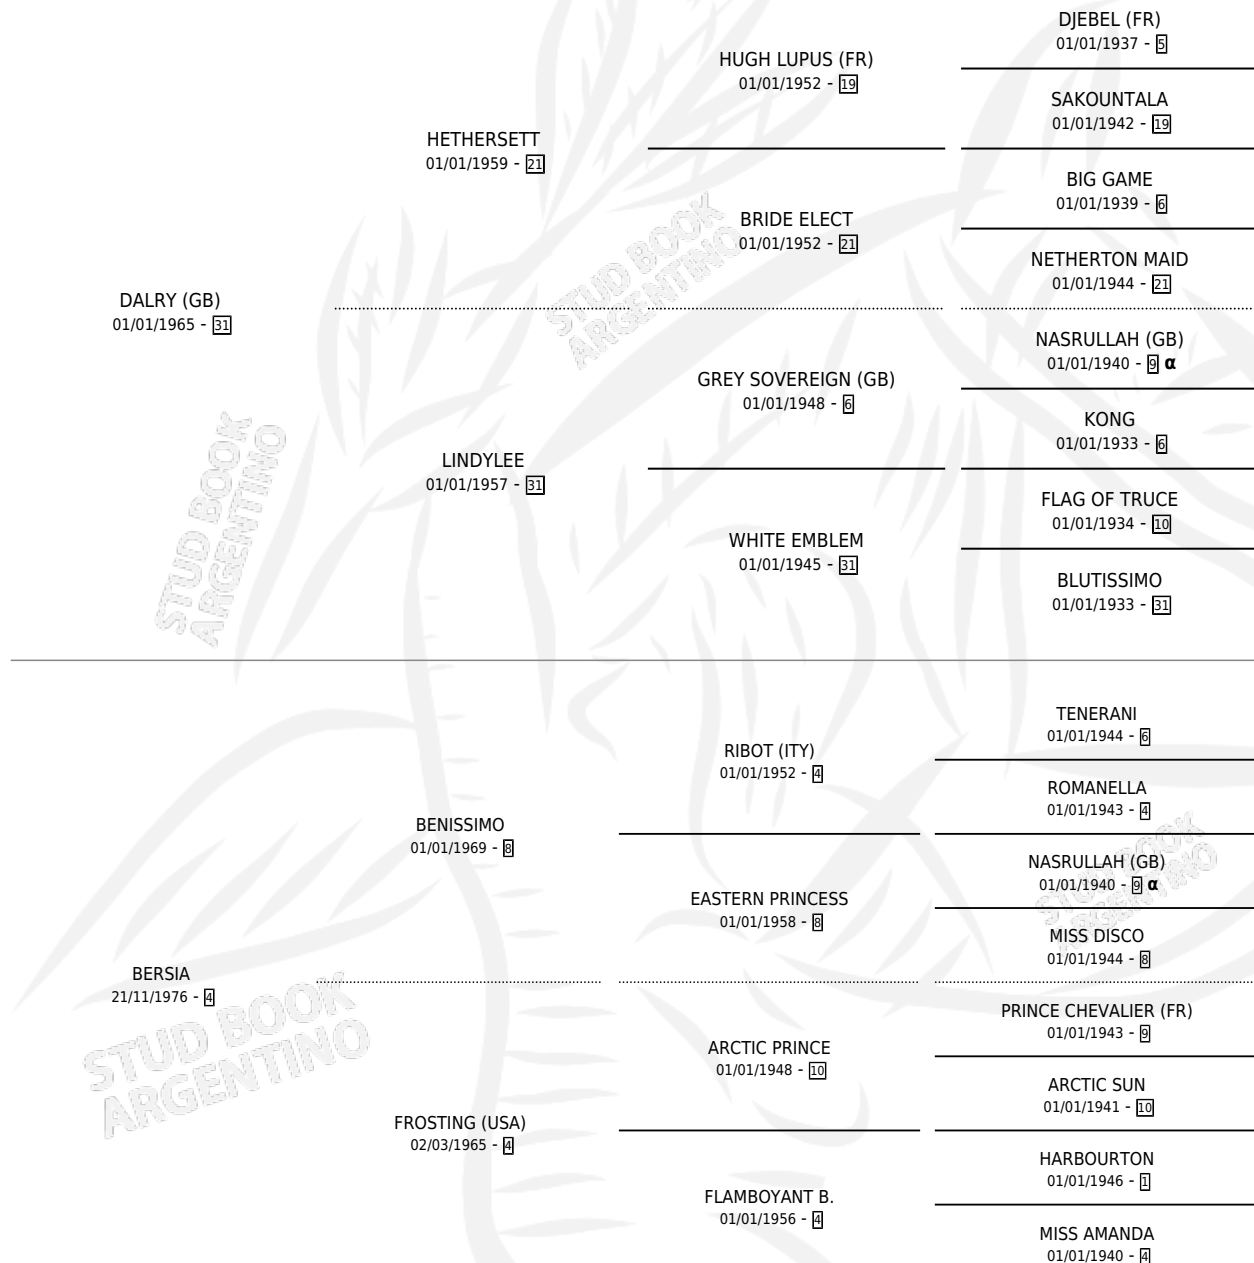 DJEBEL (FR)
01/01/1937 - 5
HUGH LUPUS (FR)
01/01/1952 - 19
SAKOUNTALA
01/01/1942 - 19
HETHERSETT
01/01/1959 - 21
BIG GAME
01/01/1939 - 6
BRIDE ELECT
01/01/1952 - 21
NETHERTON MAID
01/01/1944 - 21
DALRY (GB)
01/01/1965 - 31
NASRULLAH (GB)
01/01/1940 - 9 α
GREY SOVEREIGN (GB)
01/01/1948 - 6
KONG
01/01/1933 - 6
LINDYLEE
01/01/1957 - 31
FLAG OF TRUCE
01/01/1934 - 10
WHITE EMBLEM
01/01/1945 - 31
BLUTISSIMO
01/01/1933 - 31
TENERANI
01/01/1944 - 6
RIBOT (ITY)
01/01/1952 - 4
ROMANELLA
01/01/1943 - 4
BENISSIMO
01/01/1969 - 8
NASRULLAH (GB)
01/01/1940 - 9 α
EASTERN PRINCESS
01/01/1958 - 8
MISS DISCO
01/01/1944 - 8
BERSIA
21/11/1976 - 4
PRINCE CHEVALIER (FR)
01/01/1943 - 9
ARCTIC PRINCE
01/01/1948 - 10
ARCTIC SUN
01/01/1941 - 10
FROSTING (USA)
02/03/1965 - 4
HARBOURTON
01/01/1946 - 1
FLAMBOYANT B.
01/01/1956 - 4
MISS AMANDA
01/01/1940 - 4
STUD BOOK
ARGENTINO
STUD BOOK
ARGENTINO
STUD BOOK
ARGENTINO
STUD BOOK
ARGENTINO